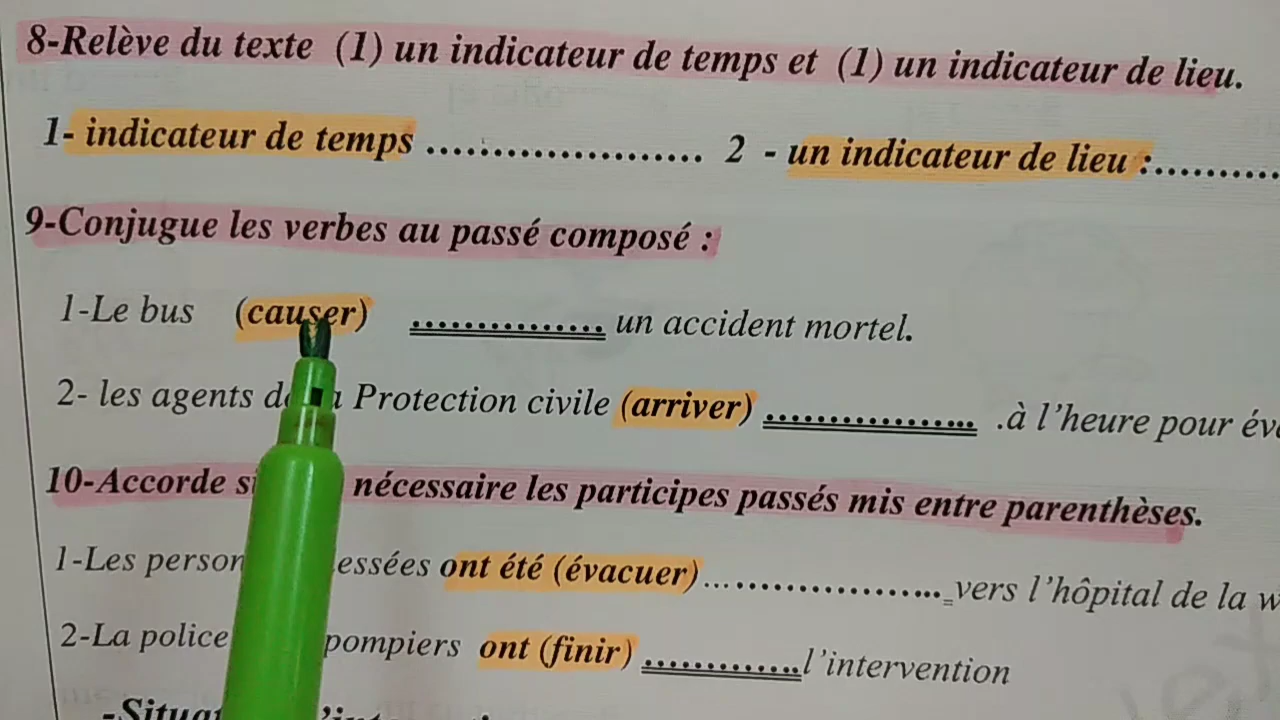 8-Relève du texte (1) un indicateur de temps et (1) un indicateur de lieu.
1- indicateur de temps ..................... 2 - un indicateur de lieu :..........
9-Conjugue les verbes au passé composé :
1-Le bus (causer) ............... un accident mortel.
2- les agents Protection civile (arriver) ................. .à l'heure pour
10-Accorde nécessaire les participes passés mis entre parenthèses.
1-Les ont été (évacuer)..................... vers l'hôpital de la
2-La police pompiers ont (finir) .............l'intervention